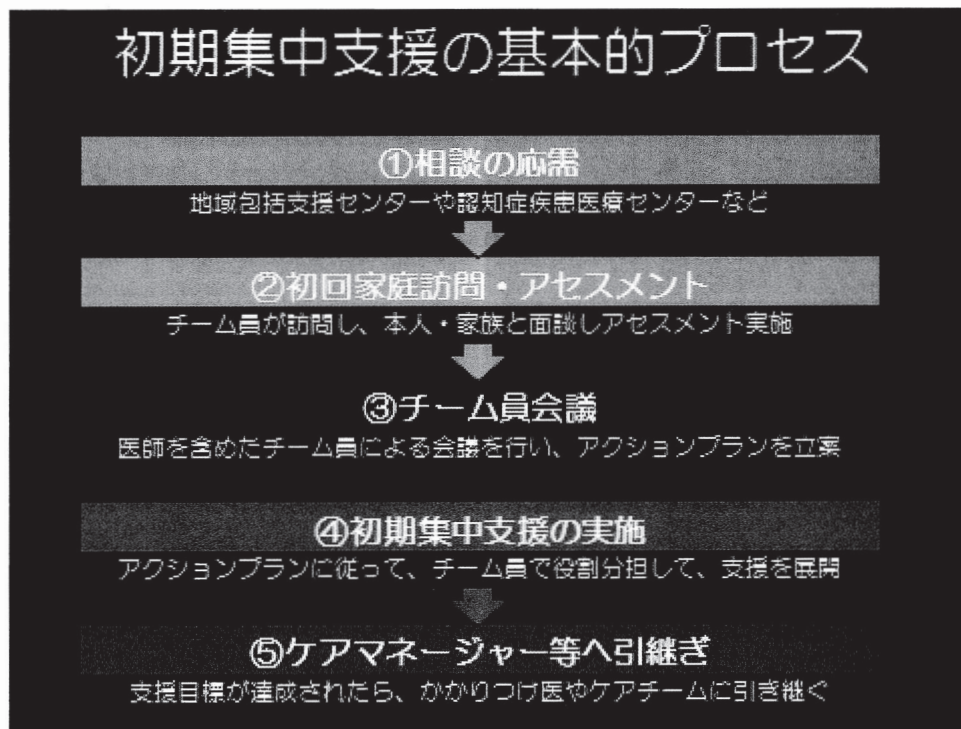 初期集中支援の基本的プロセス
①相談の応需
地域包括支援センターや認知症疾患医療センターなど
②初回家庭訪問・アセスメント
チーム員が訪問し、本人・家族と面談しアセスメント実施
③チーム員会議
医師を含めたチーム員による会議を行い、アクションプランを立案
④初期集中支援の実施
アクションプランに従って、チーム員で役割分担して、支援を展開
⑤ケアマネージャー等へ引継ぎ
支援目標が達成されたら、かかりつけ医やケアチームに引き継ぐ